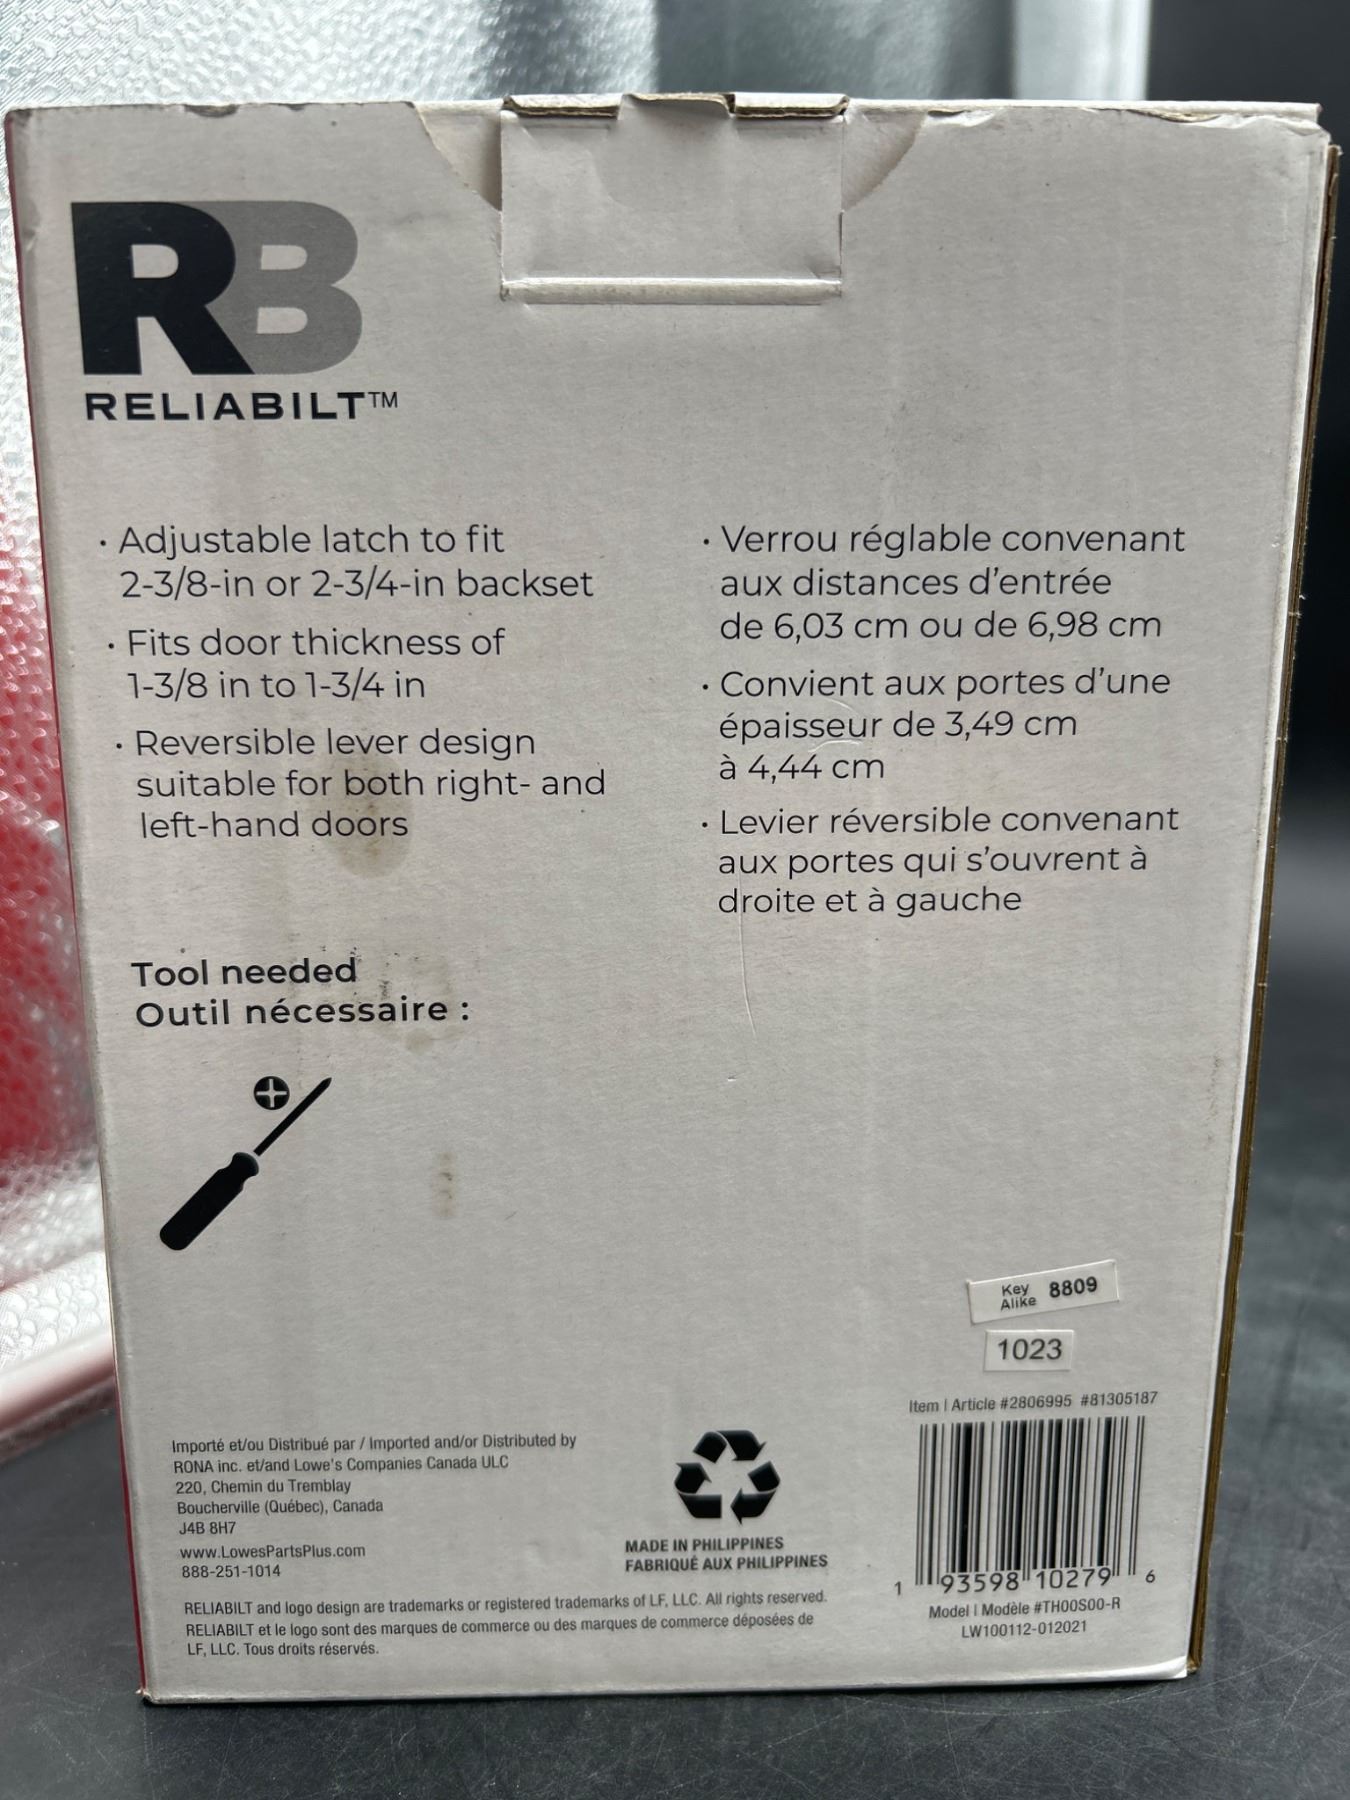 RB
RELIABILT™
· Adjustable latch to fit
2-3/8-in or 2-3/4-in backset
· Fits door thickness of
1-3/8 in to 1-3/4 in
· Reversible lever design
suitable for both right- and
left-hand doors
· Verrou réglable convenant
aux distances d'entrée
de 6,03 cm ou de 6,98 cm
· Convient aux portes d'une
épaisseur de 3,49 cm
à 4,44 cm
· Levier réversible convenant
aux portes qui s'ouvrent à
droite et à gauche
Tool needed
Outil nécessaire :
Key Alike 8809
1023
Item | Article #2806995 #81305187
1 93598 10279 6
Model | Modèle #TH00S00-R
LW100112-012021
Importé et/ou Distribué par / Imported and/or Distributed by
RONA inc. et/and Lowe's Companies Canada ULC
220, Chemin du Tremblay
Boucherville (Québec), Canada
J4B 8H7
www.LowesPartsPlus.com
888-251-1014
MADE IN PHILIPPINES
FABRIQUÉ AUX PHILIPPINES
RELIABILT and logo design are trademarks or registered trademarks of LF, LLC. All rights reserved.
RELIABILT et le logo sont des marques de commerce ou des marques de commerce déposées de
LF, LLC. Tous droits réservés.